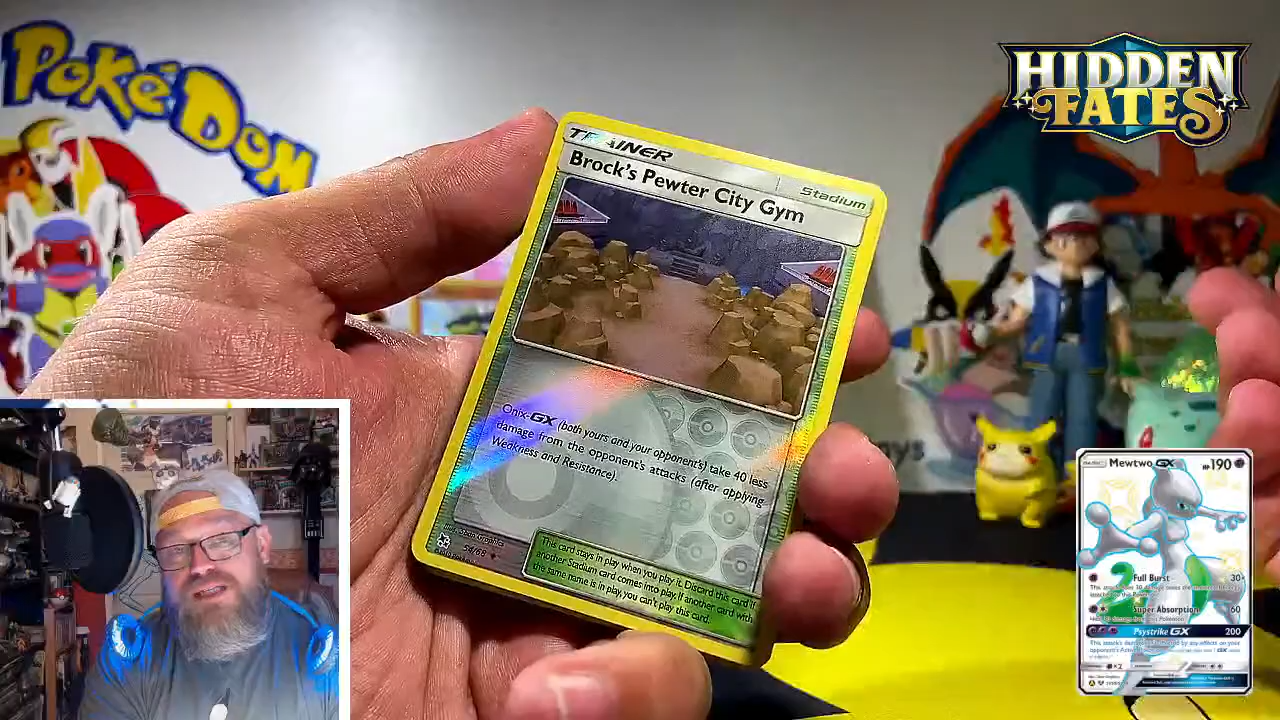 POKÉDOM
HIDDEN
FATES
TRAINER
Stadium
Brock's Pewter City Gym
Onix-GX (both yours and your opponent's) take 40 less
damage from the opponent's attacks (after applying
Weakness and Resistance).
54/68
This card stays in play when you play it. Discard this card if
another Stadium card comes into play. If another card with
the same name is in play, you can't play this card.
Mewtwo GX
HP190
Full Burst 30×
Super Absorption 60
Psystrike GX 200